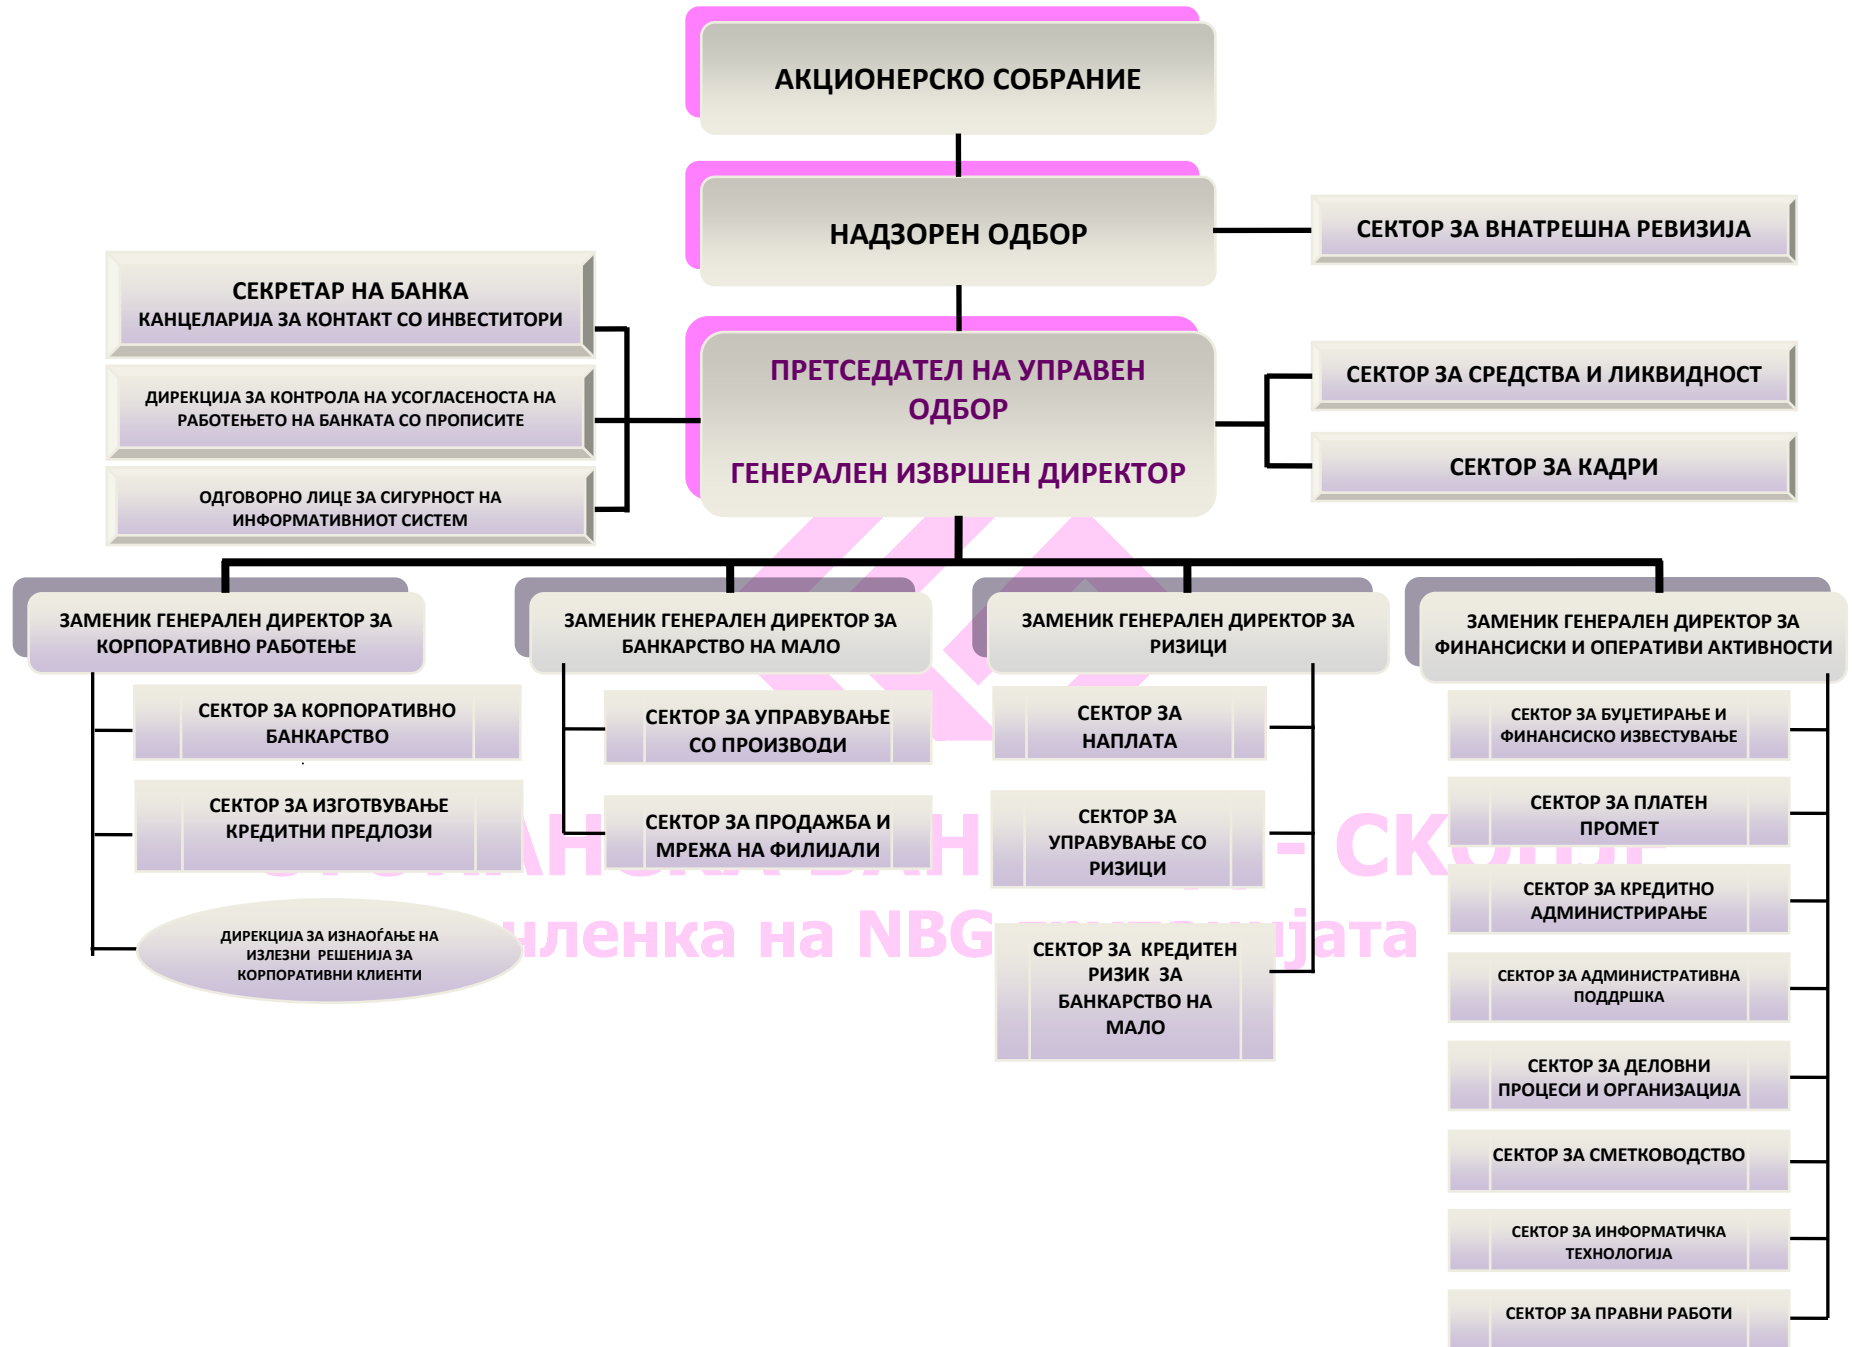 АКЦИОНЕРСКО СОБРАНИЕ
НАДЗОРЕН ОДБОР
СЕКТОР ЗА ВНАТРЕШНА РЕВИЗИЈА
СЕКРЕТАР НА БАНКА
КАНЦЕЛАРИЈА ЗА КОНТАКТ СО ИНВЕСТИТОРИ
ДИРЕКЦИЈА ЗА КОНТРОЛА НА УСОГЛАСЕНОСТА НА
РАБОТЕЊЕТО НА БАНКАТА СО ПРОПИСИТЕ
ОДГОВОРНО ЛИЦЕ ЗА СИГУРНОСТ НА
ИНФОРМАТИВНИОТ СИСТЕМ
ПРЕТСЕДАТЕЛ НА УПРАВЕН
ОДБОР
ГЕНЕРАЛЕН ИЗВРШЕН ДИРЕКТОР
СЕКТОР ЗА СРЕДСТВА И ЛИКВИДНОСТ
СЕКТОР ЗА КАДРИ
ЗАМЕНИК ГЕНЕРАЛЕН ДИРЕКТОР ЗА
КОРПОРАТИВНО РАБОТЕЊЕ
СЕКТОР ЗА КОРПОРАТИВНО
БАНКАРСТВО
.
СЕКТОР ЗА ИЗГОТВУВАЊЕ
КРЕДИТНИ ПРЕДЛОЗИ
ДИРЕКЦИЈА ЗА ИЗНАОЃАЊЕ НА
ИЗЛЕЗНИ РЕШЕНИЈА ЗА
КОРПОРАТИВНИ КЛИЕНТИ
ЗАМЕНИК ГЕНЕРАЛЕН ДИРЕКТОР ЗА
БАНКАРСТВО НА МАЛО
СЕКТОР ЗА УПРАВУВАЊЕ
СО ПРОИЗВОДИ
СЕКТОР ЗА ПРОДАЖБА И
МРЕЖА НА ФИЛИЈАЛИ
ЗАМЕНИК ГЕНЕРАЛЕН ДИРЕКТОР ЗА
РИЗИЦИ
СЕКТОР ЗА
НАПЛАТА
СЕКТОР ЗА
УПРАВУВАЊЕ СО
РИЗИЦИ
СЕКТОР ЗА КРЕДИТЕН
РИЗИК ЗА
БАНКАРСТВО НА
МАЛО
ЗАМЕНИК ГЕНЕРАЛЕН ДИРЕКТОР ЗА
ФИНАНСИСКИ И ОПЕРАТИВИ АКТИВНОСТИ
СЕКТОР ЗА БУЏЕТИРАЊЕ И
ФИНАНСИСКО ИЗВЕСТУВАЊЕ
СЕКТОР ЗА ПЛАТЕН
ПРОМЕТ
СЕКТОР ЗА КРЕДИТНО
АДМИНИСТРИРАЊЕ
СЕКТОР ЗА АДМИНИСТРАТИВНА
ПОДДРШКА
СЕКТОР ЗА ДЕЛОВНИ
ПРОЦЕСИ И ОРГАНИЗАЦИЈА
СЕКТОР ЗА СМЕТКОВОДСТВО
СЕКТОР ЗА ИНФОРМАТИЧКА
ТЕХНОЛОГИЈА
СЕКТОР ЗА ПРАВНИ РАБОТИ
на NBG